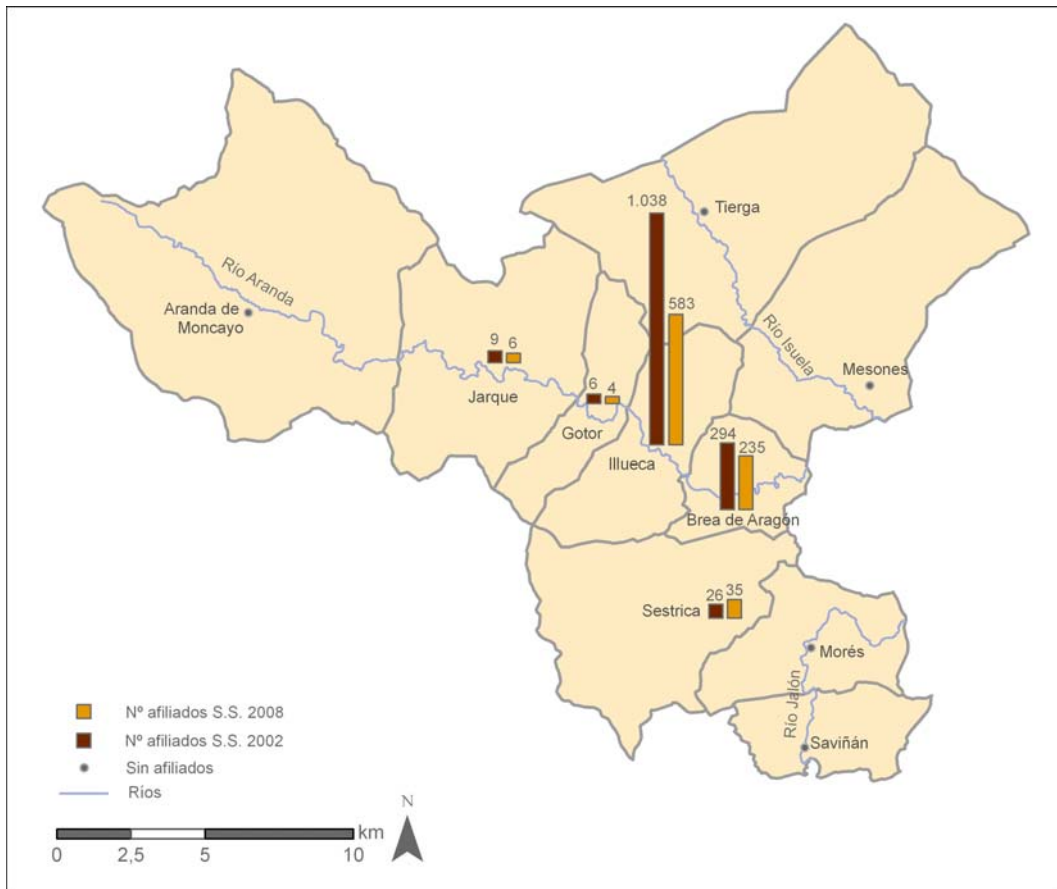 1.038
Tierga
Río Aranda
583
Aranda de
Moncayo
Río Isuela
9
6
Mesones
Jarque
6
4
Gotor
294
235
Illueca
Brea de Aragón
26
35
Sestrica
Morés
Río Jalón
Saviñán
Nº afiliados S.S. 2008
Nº afiliados S.S. 2002
Sin afiliados
Ríos
N
km
0
2,5
5
10